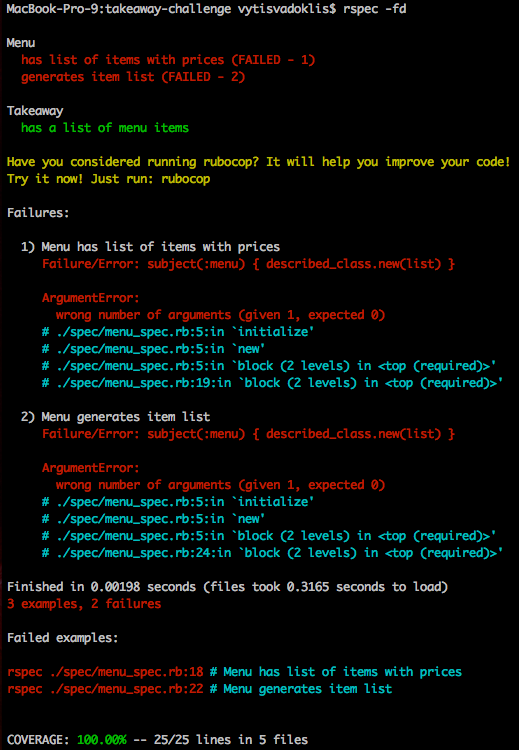 MacBook-Pro-9:takeaway-challenge vytisvadoklis$ rspec -fd
Menu
has list of items with prices (FAILED - 1)
generates item list (FAILED - 2)
Takeaway
has a list of menu items
Have you considered running rubocop? It will help you improve your code!
Try it now! Just run: rubocop
Failures:
1) Menu has list of items with prices
Failure/Error: subject(:menu) { described_class.new(list) }
ArgumentError:
wrong number of arguments (given 1, expected 0)
# ./spec/menu_spec.rb:5:in `initialize'
# ./spec/menu_spec.rb:5:in `new'
# ./spec/menu_spec.rb:5:in `block (2 levels) in <top (required)>'
# ./spec/menu_spec.rb:19:in `block (2 levels) in <top (required)>'
2) Menu generates item list
Failure/Error: subject(:menu) { described_class.new(list) }
ArgumentError:
wrong number of arguments (given 1, expected 0)
# ./spec/menu_spec.rb:5:in `initialize'
# ./spec/menu_spec.rb:5:in `new'
# ./spec/menu_spec.rb:5:in `block (2 levels) in <top (required)>'
# ./spec/menu_spec.rb:24:in `block (2 levels) in <top (required)>'
Finished in 0.00198 seconds (files took 0.3165 seconds to load)
3 examples, 2 failures
Failed examples:
rspec ./spec/menu_spec.rb:18 # Menu has list of items with prices
rspec ./spec/menu_spec.rb:22 # Menu generates item list
COVERAGE: 100.00% -- 25/25 lines in 5 files